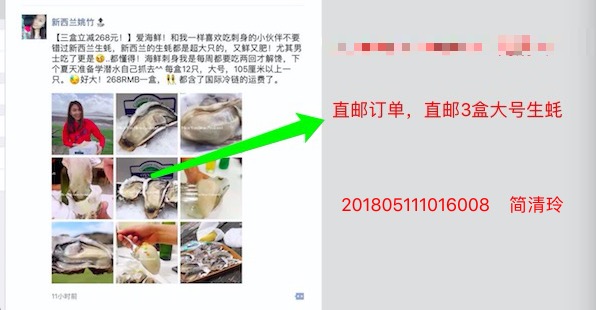 新西兰姚竹
【三盒立减268元！】爱海鲜！和我一样喜欢吃刺身的小伙伴不要
错过新西兰生蚝，新西兰的生蚝都是超大只的，又鲜又肥！尤其男
士吃了更是..都懂得！海鲜刺身我是每周都要吃两回才解馋，下
个夏天准备学潜水自己抓去^^ 每盒12只，大号，105厘米以上一
只。好大！268RMB一盒，都含了国际冷链的运费了。
11小时前
直邮订单，直邮3盒大号生蚝
201805111016008 简清玲